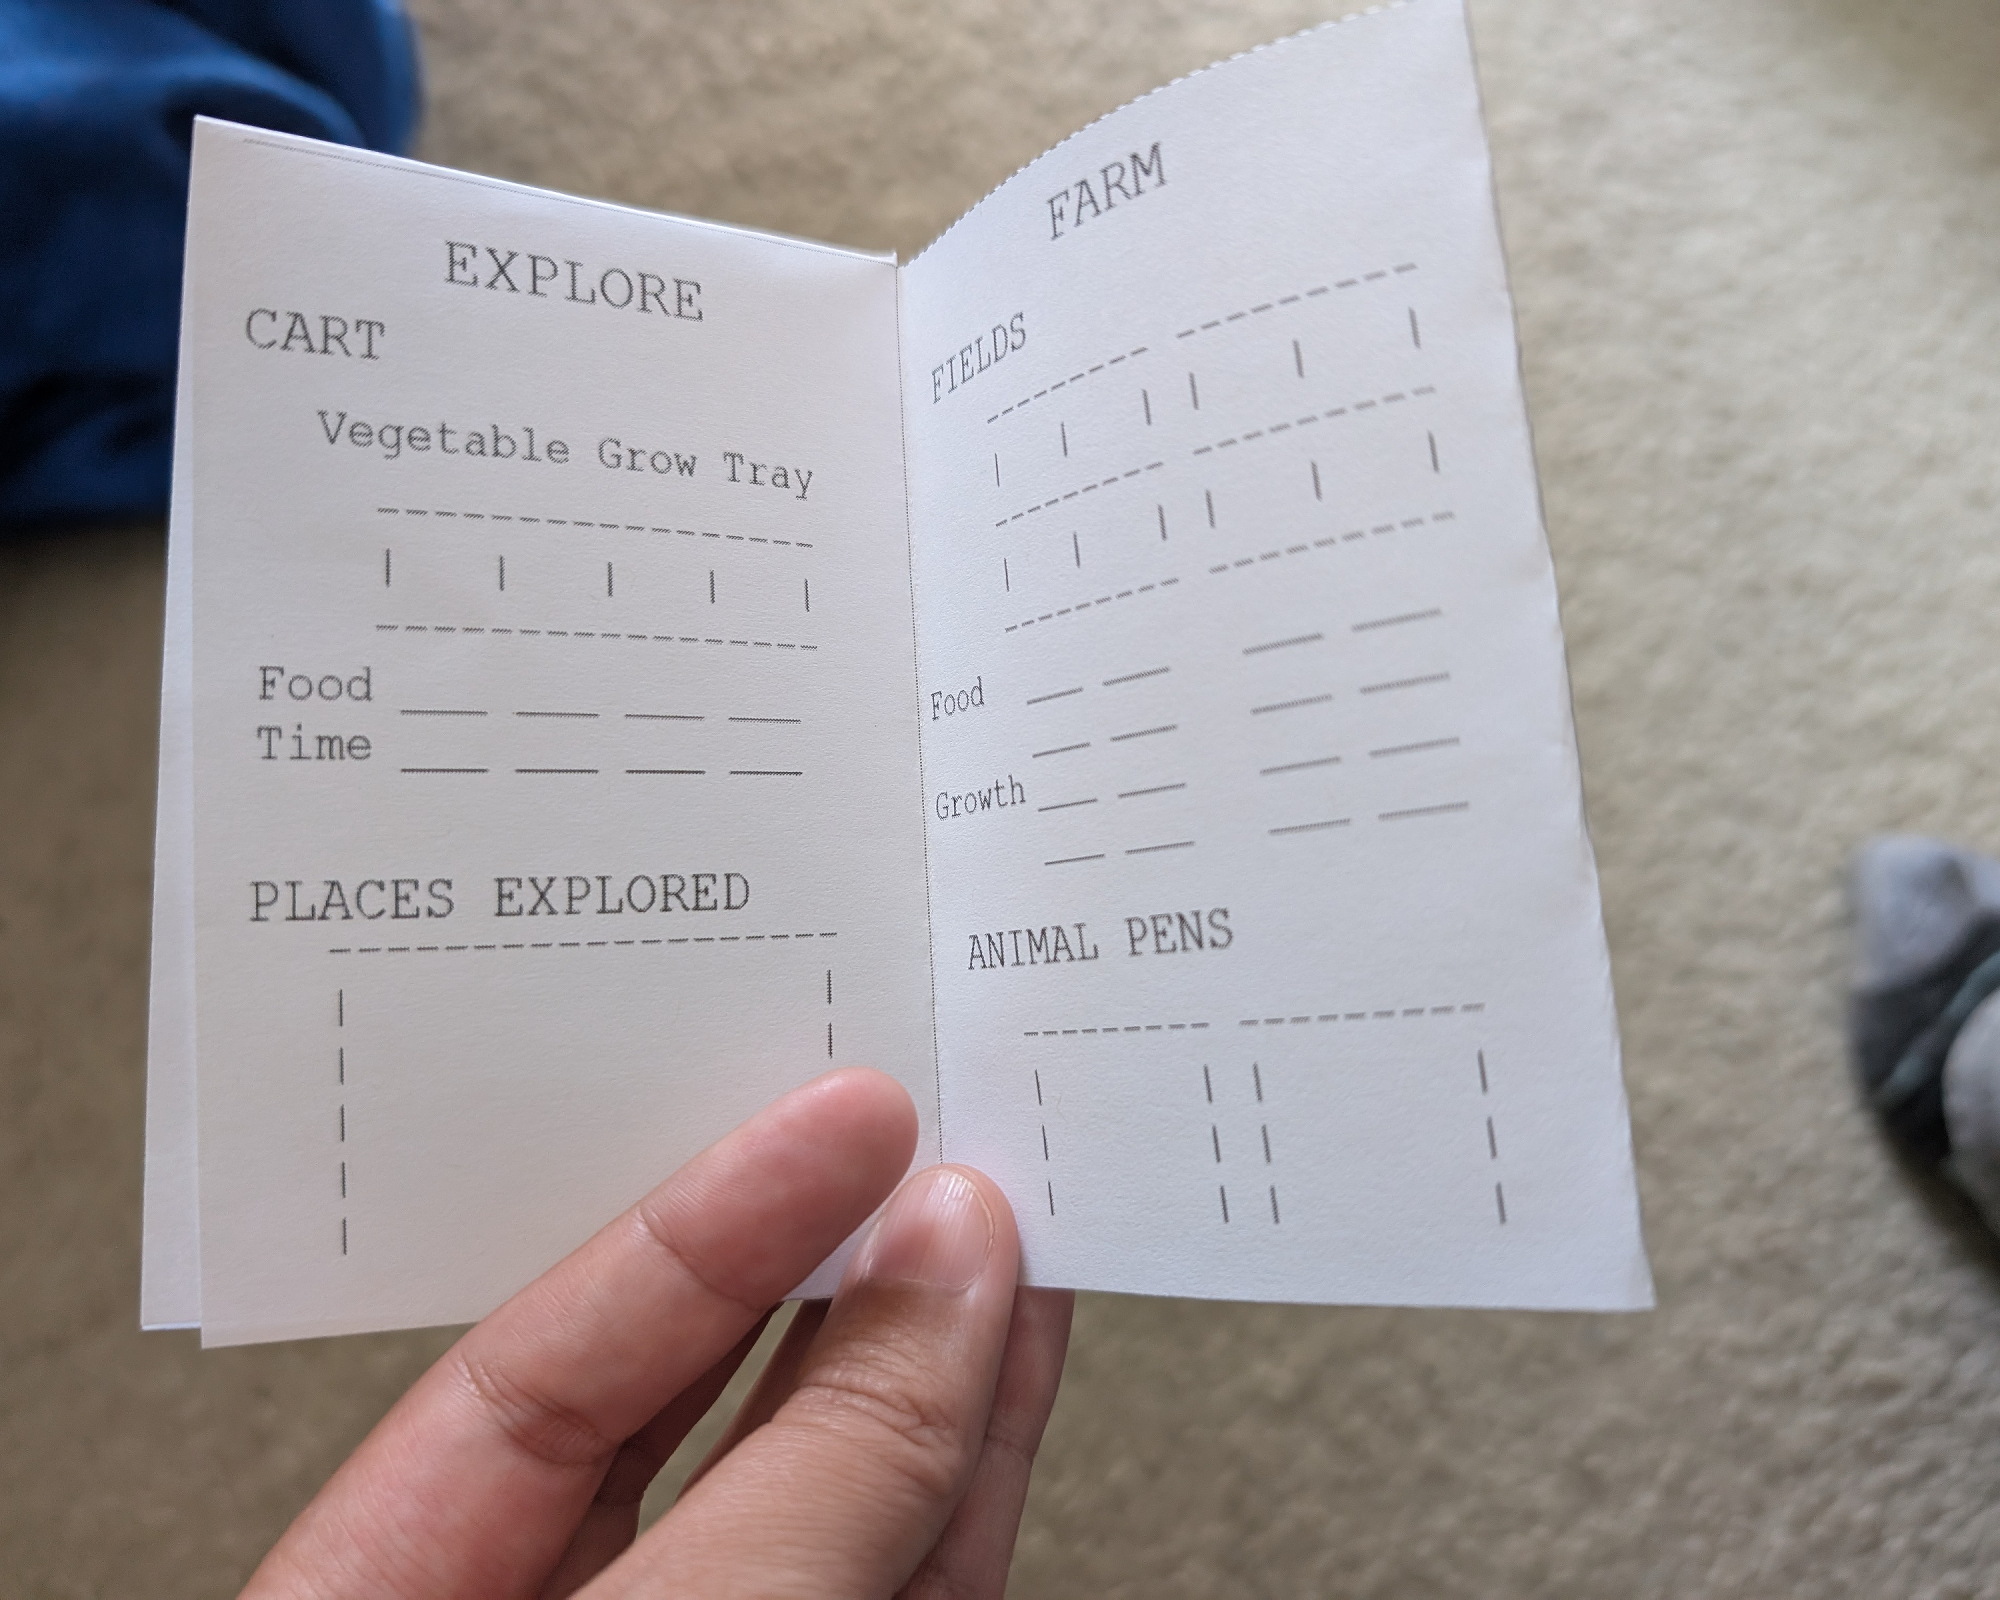 EXPLORE
CART
Vegetable Grow Tray
Food
Time
PLACES EXPLORED
FARM
FIELDS
Food
Growth
ANIMAL PENS